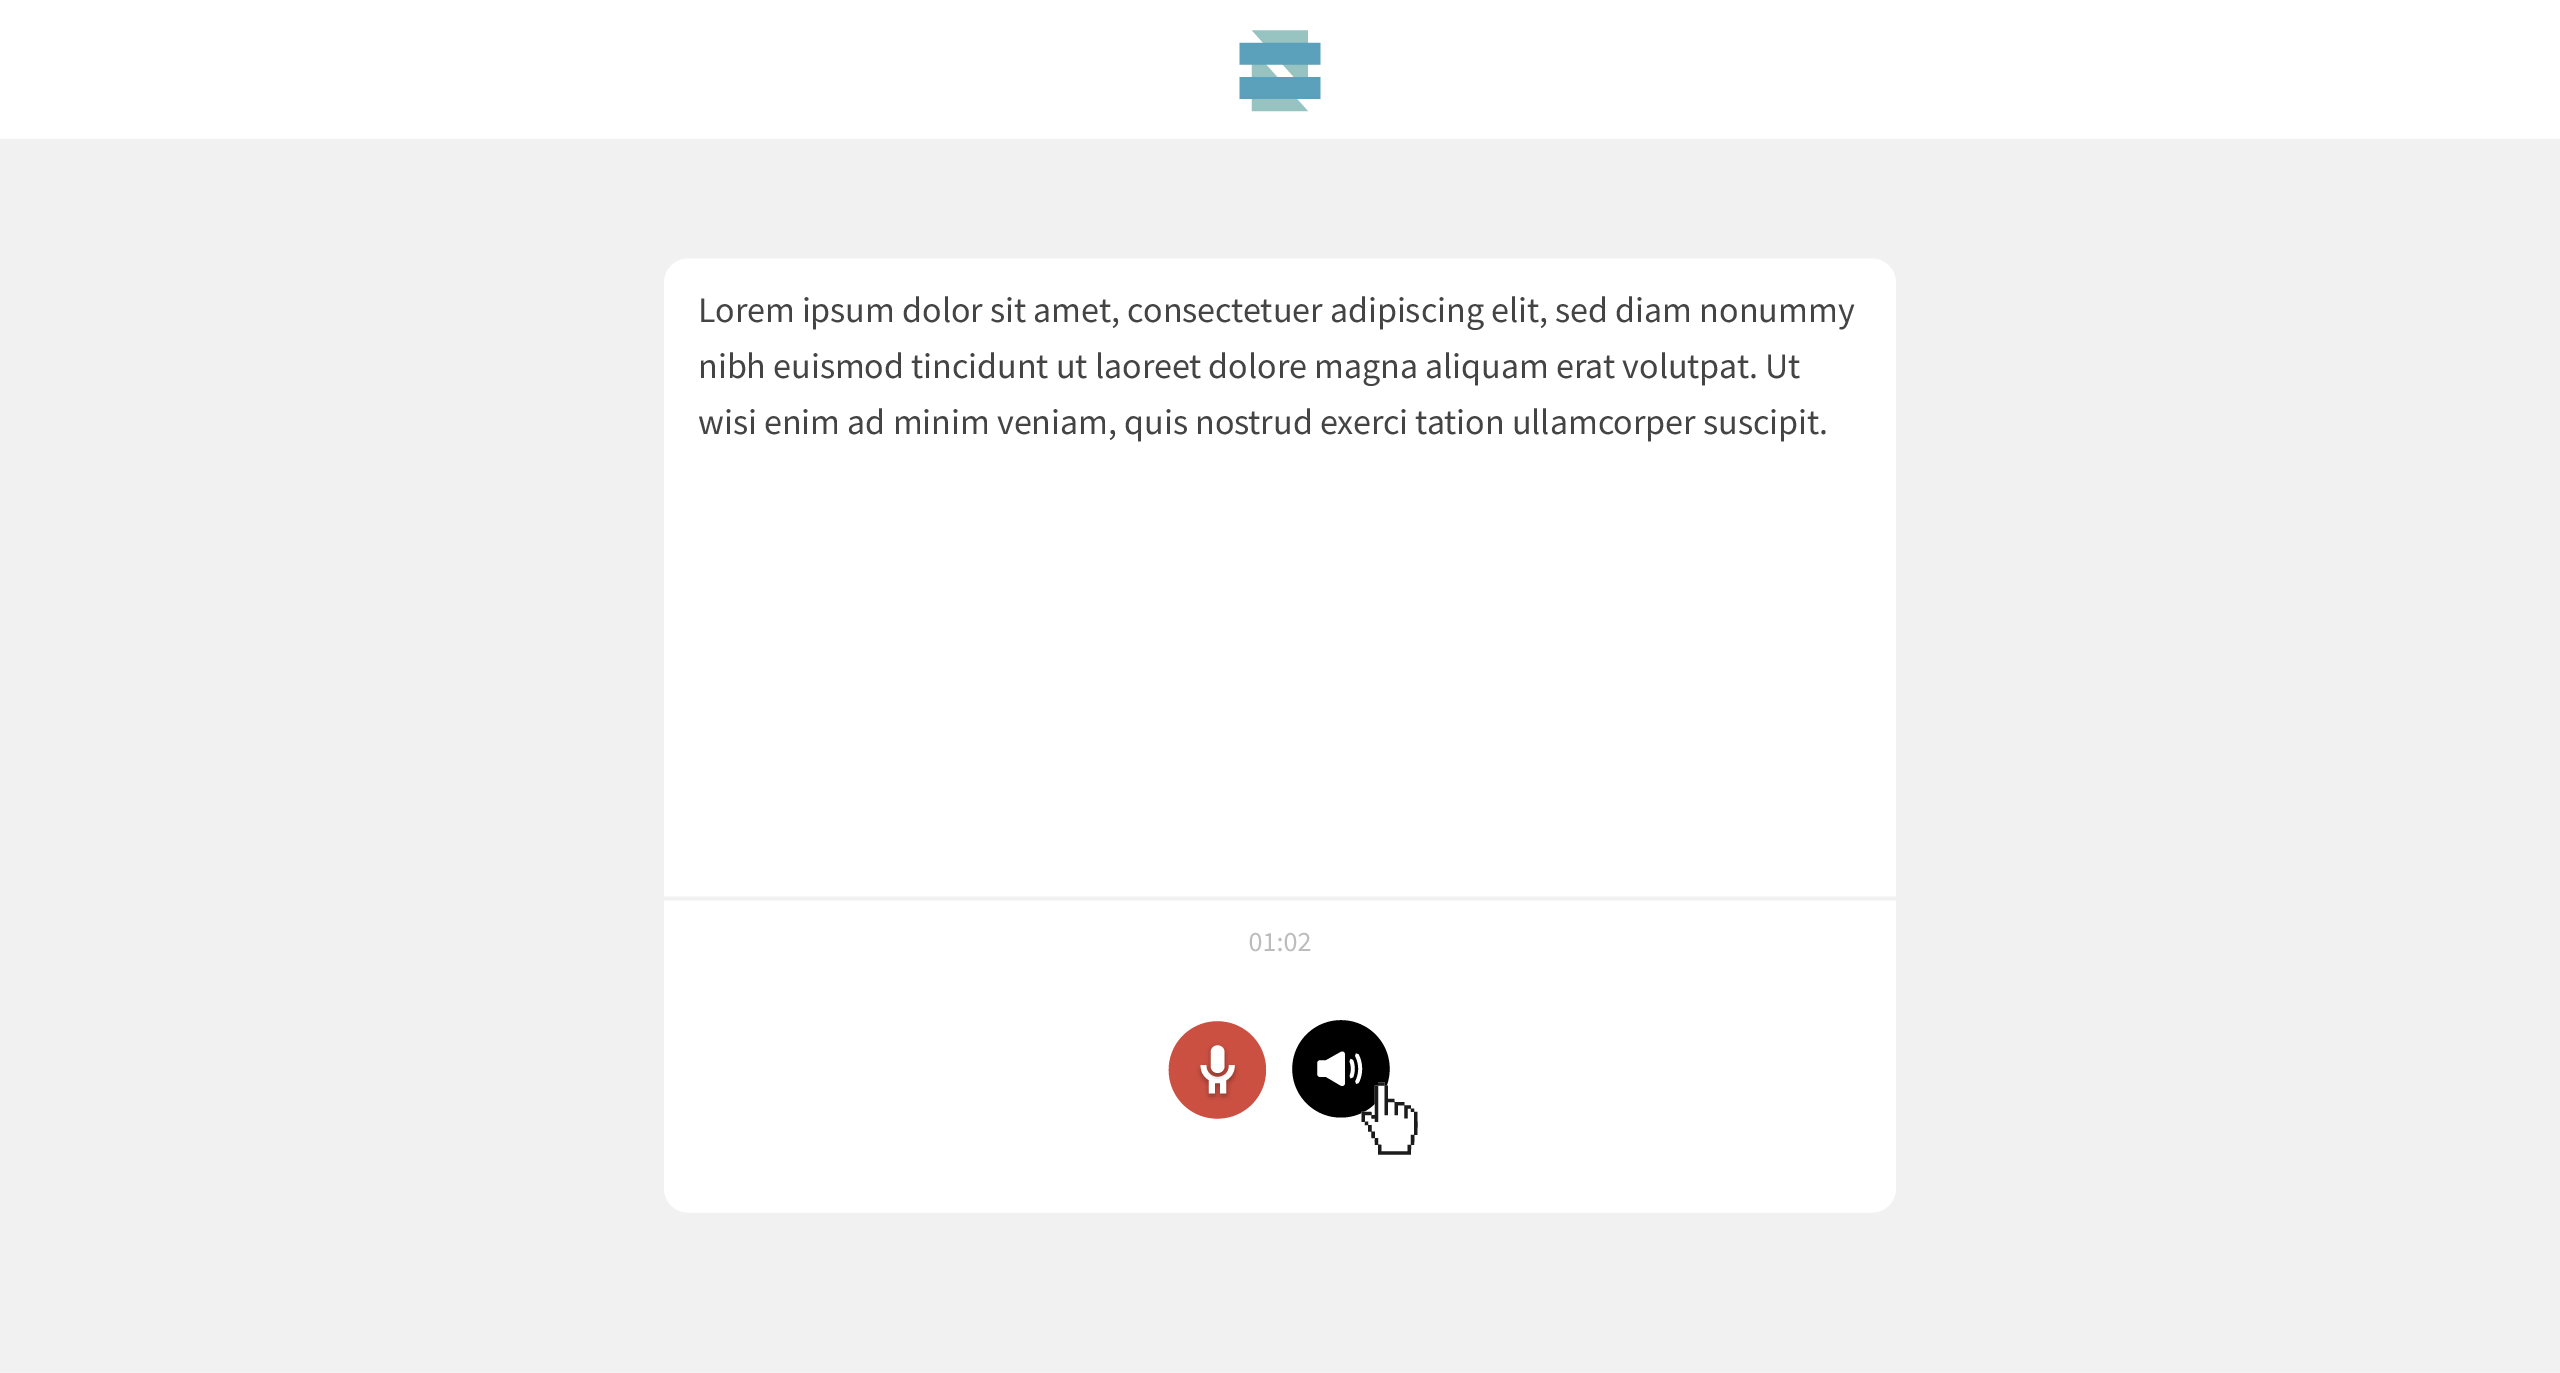 Lorem ipsum dolor sit amet, consectetuer adipiscing elit, sed diam nonummy
nibh euismod tincidunt ut laoreet dolore magna aliquam erat volutpat. Ut
wisi enim ad minim veniam, quis nostrud exerci tation ullamcorper suscipit.
01:02